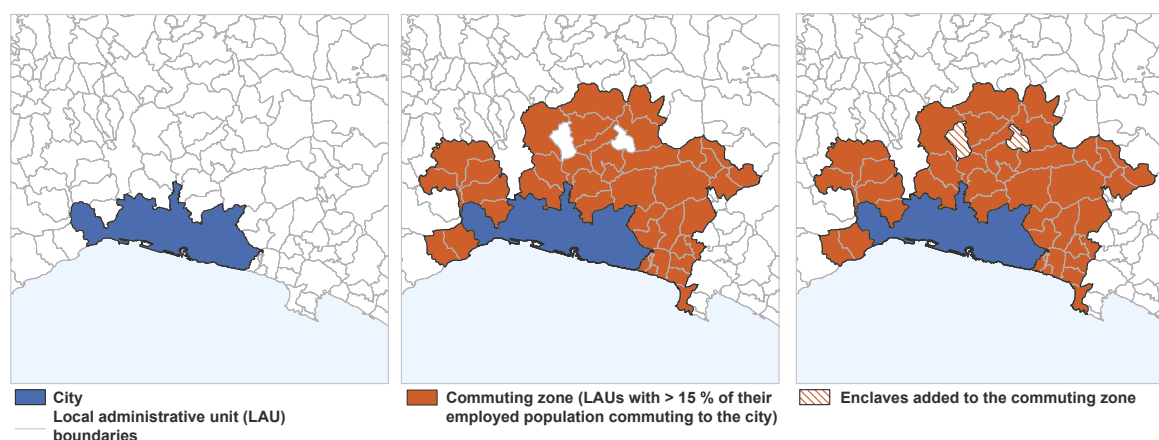 City
Local administrative unit (LAU)
boundaries
Commuting zone (LAUs with > 15 % of their
employed population commuting to the city)
Enclaves added to the commuting zone